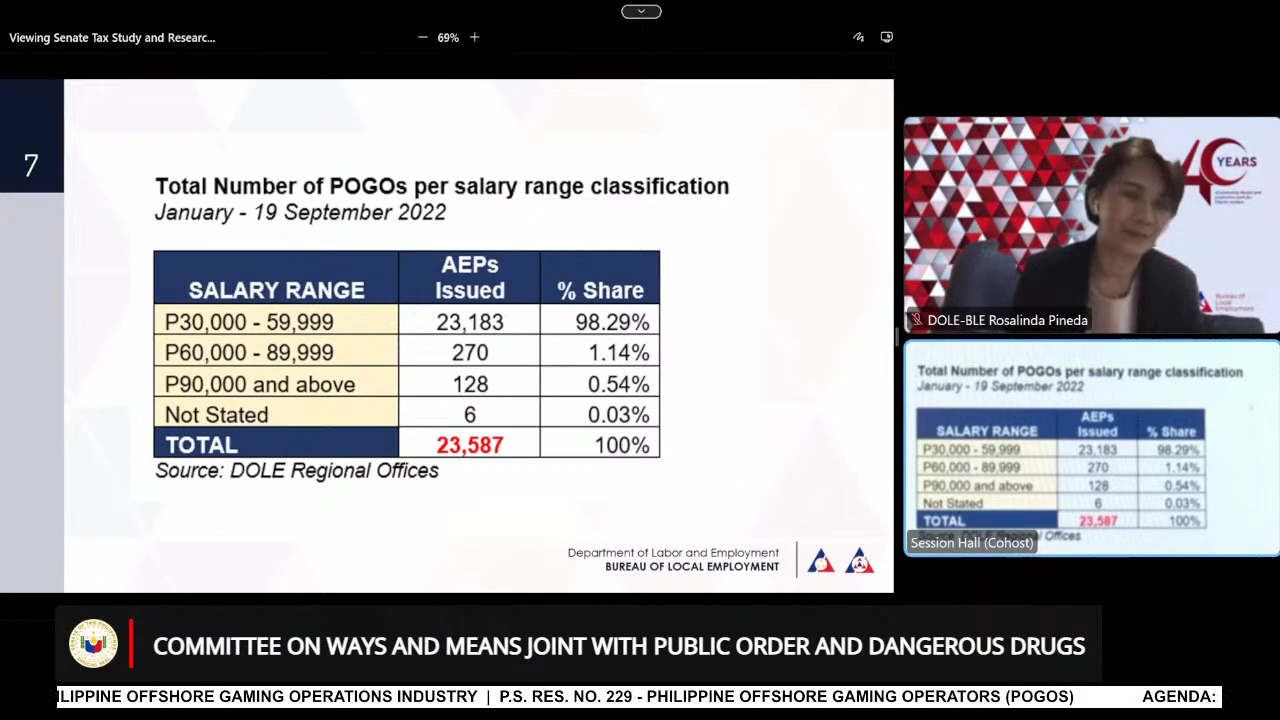 Viewing Senate Tax Study and Researc...
69%
7
Total Number of POGOs per salary range classification
January - 19 September 2022
SALARY RANGE AEPs Issued % Share
P30,000 - 59,999 23,183 98.29%
P60,000 - 89,999 270 1.14%
P90,000 and above 128 0.54%
Not Stated 6 0.03%
TOTAL 23,587 100%
Source: DOLE Regional Offices
Department of Labor and Employment
BUREAU OF LOCAL EMPLOYMENT
40 YEARS
Bureau of
Local
Employment
DOLE-BLE Rosalinda Pineda
Total Number of POGOs per salary range classification
January - 19 September 2022
SALARY RANGE AEPs Issued % Share
P30,000 - 59,999 23,183 98.29%
P60,000 - 89,999 270 1.14%
P90,000 and above 128 0.54%
Not Stated 6 0.03%
TOTAL 23,587 100%
Offices
Session Hall (Cohost)
COMMITTEE ON WAYS AND MEANS JOINT WITH PUBLIC ORDER AND DANGEROUS DRUGS
ILIPPINE OFFSHORE GAMING OPERATIONS INDUSTRY | P.S. RES. NO. 229 - PHILIPPINE OFFSHORE GAMING OPERATORS (POGOS) AGENDA: